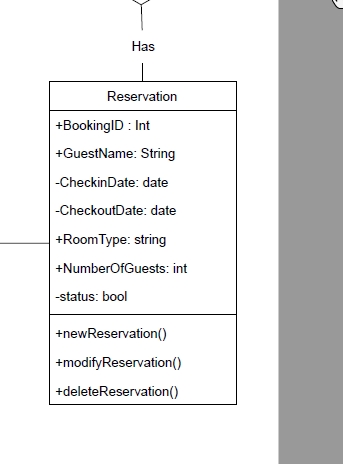 Has
Reservation
+BookingID : Int
+GuestName: String
-CheckinDate: date
-CheckoutDate: date
+RoomType: string
+NumberOfGuests: int
-status: bool
+newReservation()
+modifyReservation()
+deleteReservation()